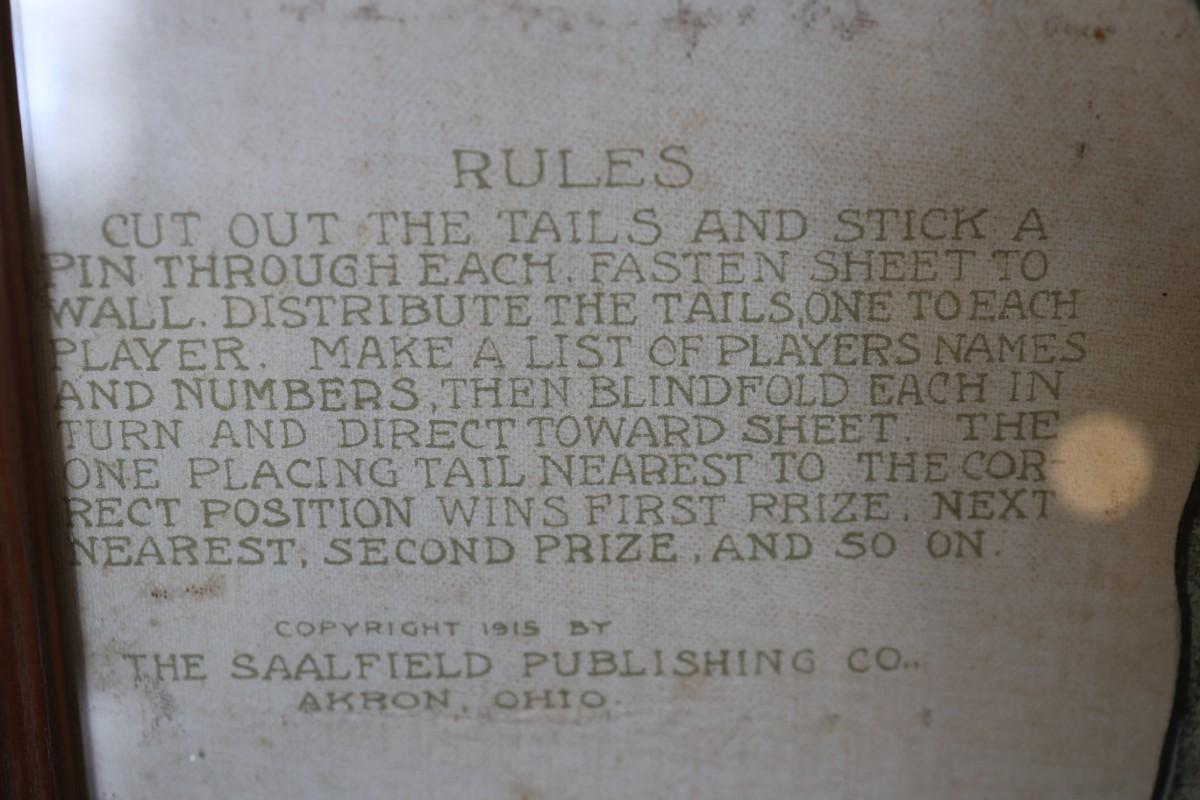 RULES
CUT OUT THE TAILS AND STICK A
PIN THROUGH EACH. FASTEN SHEET TO
WALL. DISTRIBUTE THE TAILS, ONE TO EACH
PLAYER. MAKE A LIST OF PLAYERS NAMES
AND NUMBERS, THEN BLINDFOLD EACH IN
TURN AND DIRECT TOWARD SHEET. THE
ONE PLACING TAIL NEAREST TO THE COR-
RECT POSITION WINS FIRST PRIZE. NEXT
NEAREST, SECOND PRIZE, AND SO ON.
COPYRIGHT 1915 BY
THE SAALFIELD PUBLISHING CO..
AKRON, OHIO.